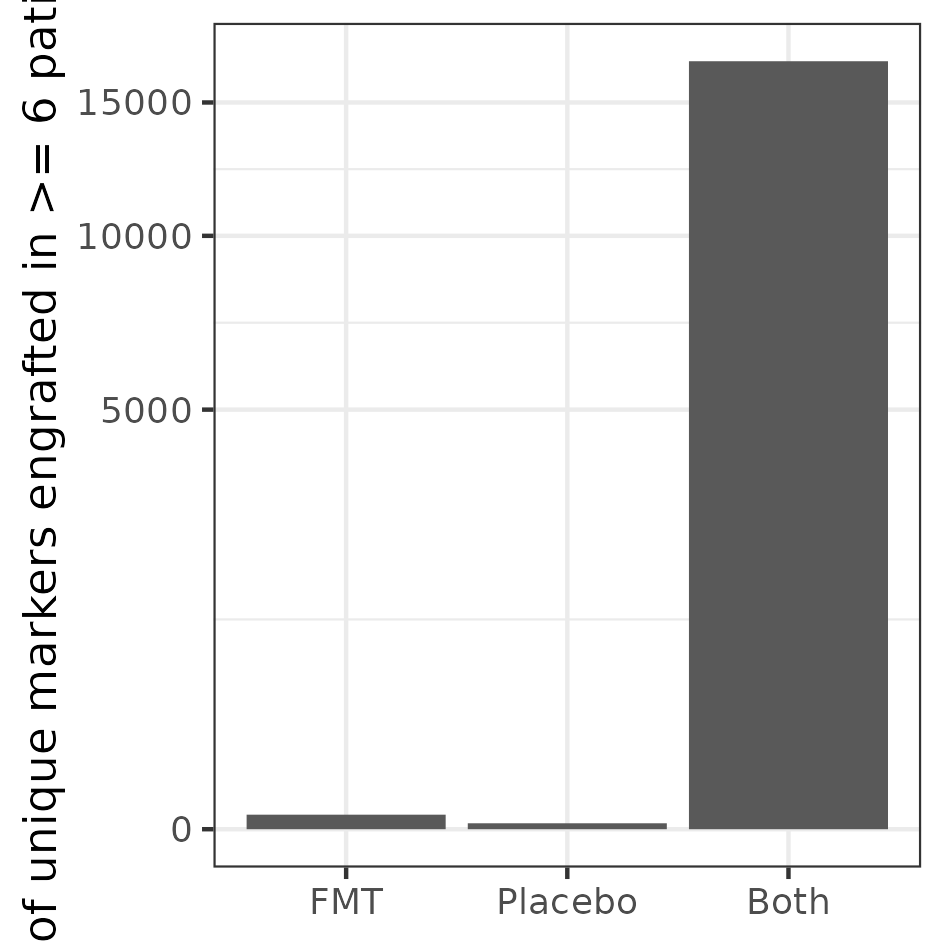 of unique markers engrafted in >= 6 pati
15000
10000
5000
0
FMT
Placebo
Both